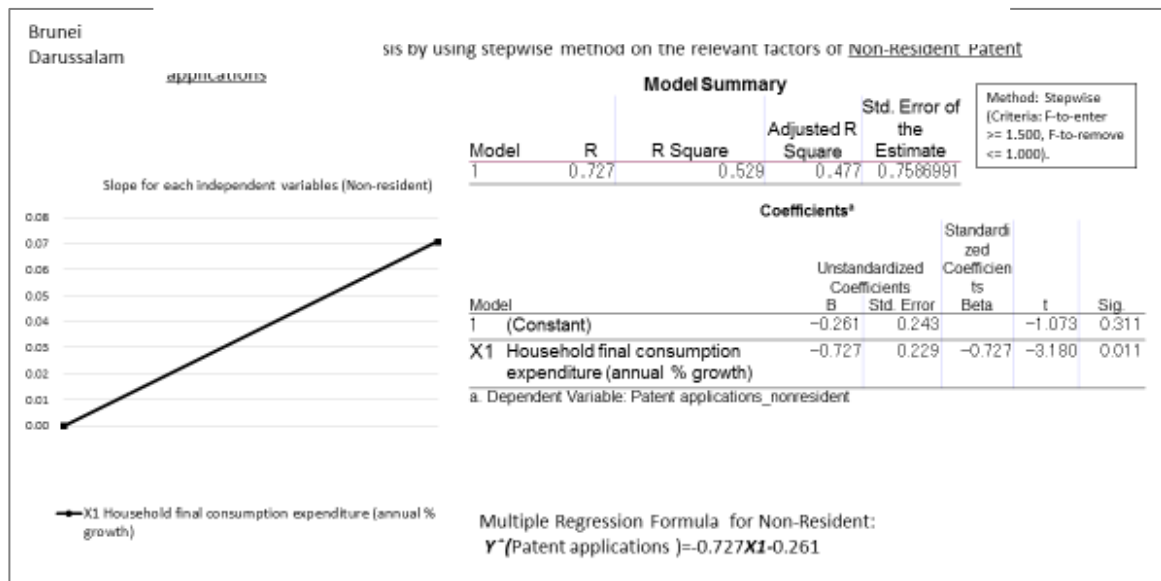 Brunei
Darussalam
sis by using stepwise method on the relevant factors of Non-Resident Patent
applications
Model Summary
Model R R Square Adjusted R Square Std. Error of the Estimate
1 0.727 0.529 0.477 0.7586991
Method: Stepwise
(Criteria: F-to-enter
>= 1.500, F-to-remove
<= 1.000).
Slope for each independent variables (Non-resident)
0.08
0.07
0.06
0.05
0.04
0.03
0.02
0.01
0.00
X1 Household final consumption expenditure (annual %
growth)
Coefficientsᵃ
Model Unstandardized Coefficients B Std. Error Standardi zed Coefficien ts Beta t Sig.
1 (Constant) −0.261 0.243 −1.073 0.311
X1 Household final consumption −0.727 0.229 −0.727 −3.180 0.011
expenditure (annual % growth)
a. Dependent Variable: Patent applications_nonresident
Multiple Regression Formula for Non-Resident:
Yˆ(Patent applications )=-0.727X1-0.261